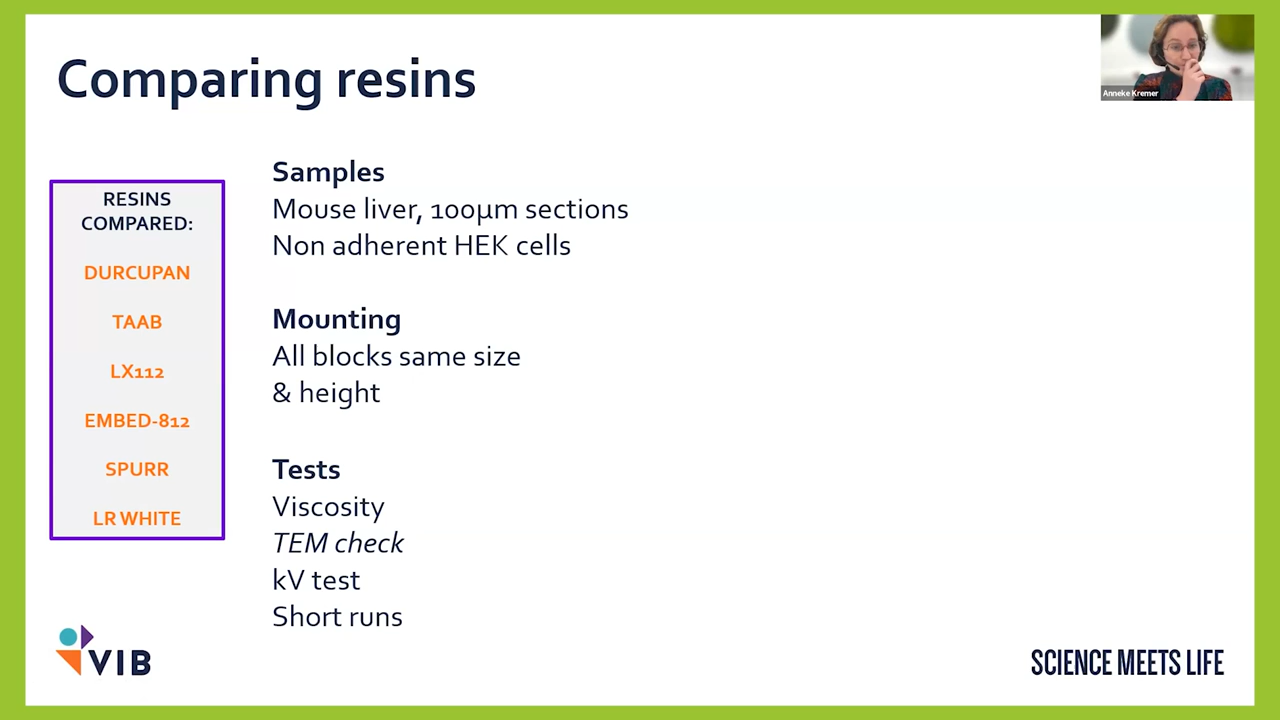 Comparing resins
Anneke Kremer
RESINS
COMPARED:
DURCUPAN
TAAB
LX112
EMBED-812
SPURR
LR WHITE
Samples
Mouse liver, 100µm sections
Non adherent HEK cells
Mounting
All blocks same size
& height
Tests
Viscosity
TEM check
kV test
Short runs
VIB
SCIENCE MEETS LIFE